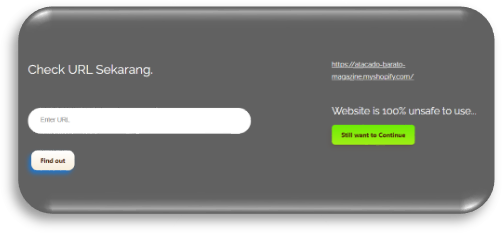 Check URL Sekarang.
Enter URL
Find out
https://atacado-barato-
magazine.myshopify.com/
Website is 100% unsafe to use...
Still want to Continue